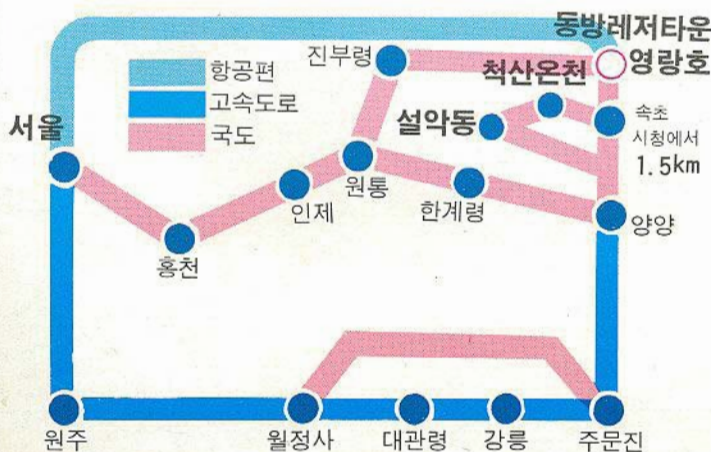 동방레저타운
영랑호
진부령
항공편
고속도로
국도
척산온천
설악동
속초
시청에서
1.5km
서울
원통
인제
한계령
양양
홍천
원주
월정사
대관령
강릉
주문진